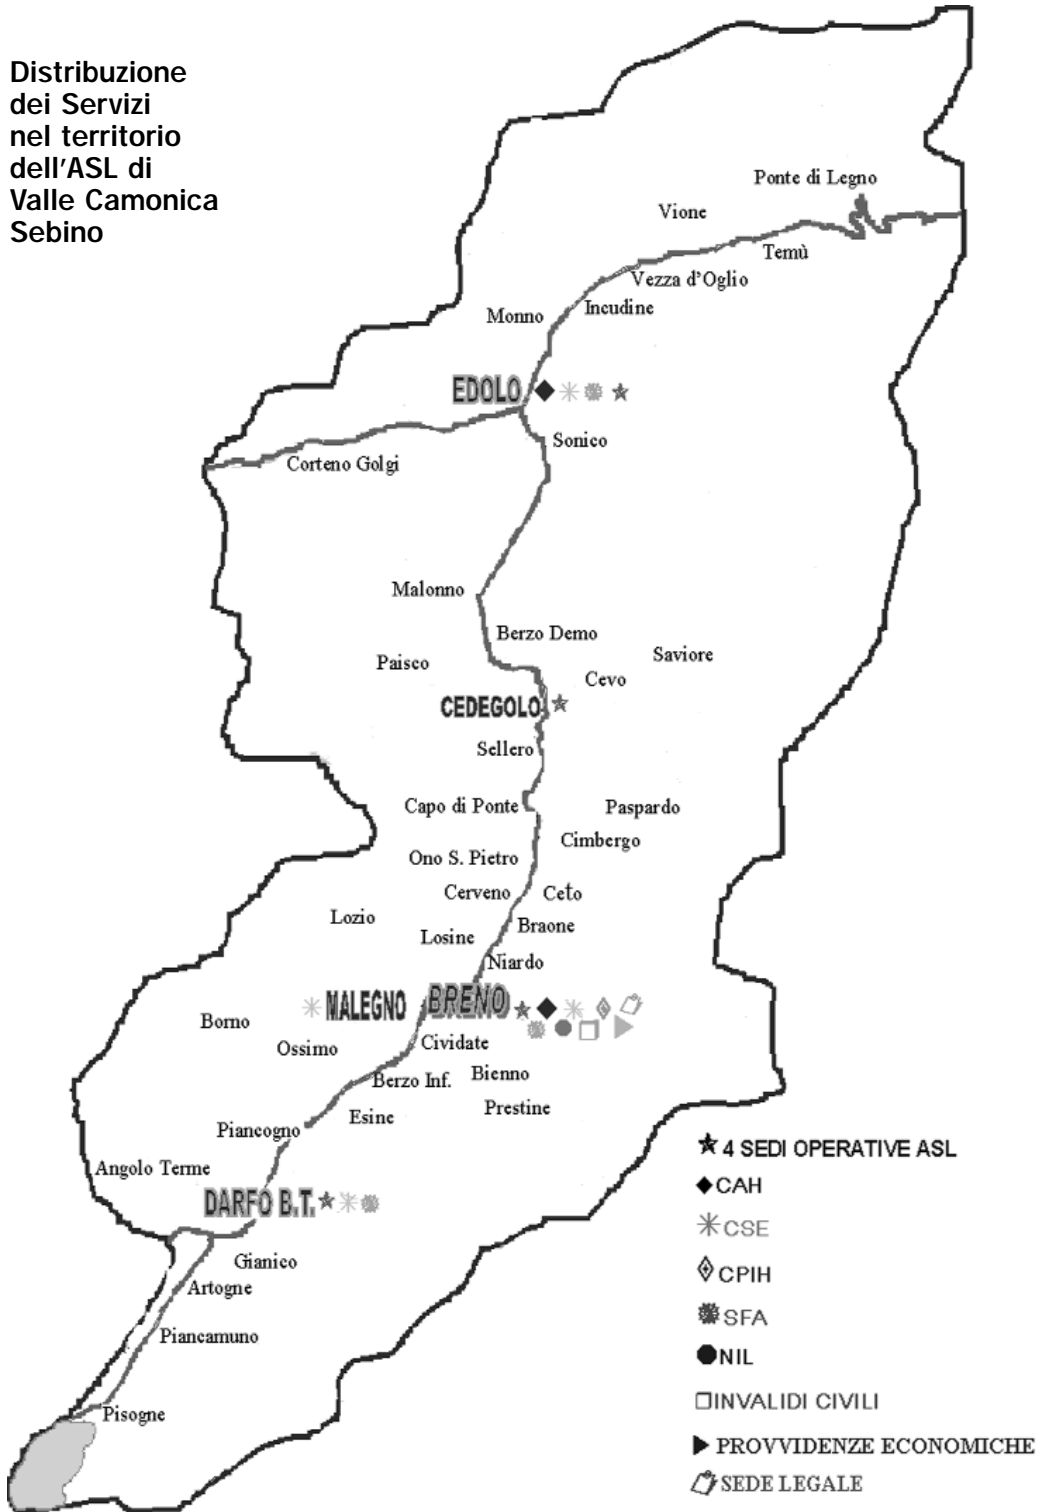 Distribuzione
dei Servizi
nel territorio
dell'ASL di
Valle Camonica
Sebino
Ponte di Legno
Vione
Temù
Vezza d'Oglio
Incudine
Monno
EDOLO
Sonico
Corteno Golgi
Malonno
Berzo Demo
Saviore
Paisco
Cevo
CEDEGOLO
Sellero
Capo di Ponte
Paspardo
Cimbergo
Ono S. Pietro
Cerveno
Ceto
Lozio
Braone
Losine
Niardo
MALEGNO
BRENO
Borno
Cividate
Ossimo
Bienno
Berzo Inf.
Prestine
Esine
Piancogno
Angolo Terme
DARFO B.T.
Gianico
Artogne
Piancamuno
Pisogne
4 SEDI OPERATIVE ASL
CAH
CSE
CPIH
SFA
NIL
INVALIDI CIVILI
PROVVIDENZE ECONOMICHE
SEDE LEGALE